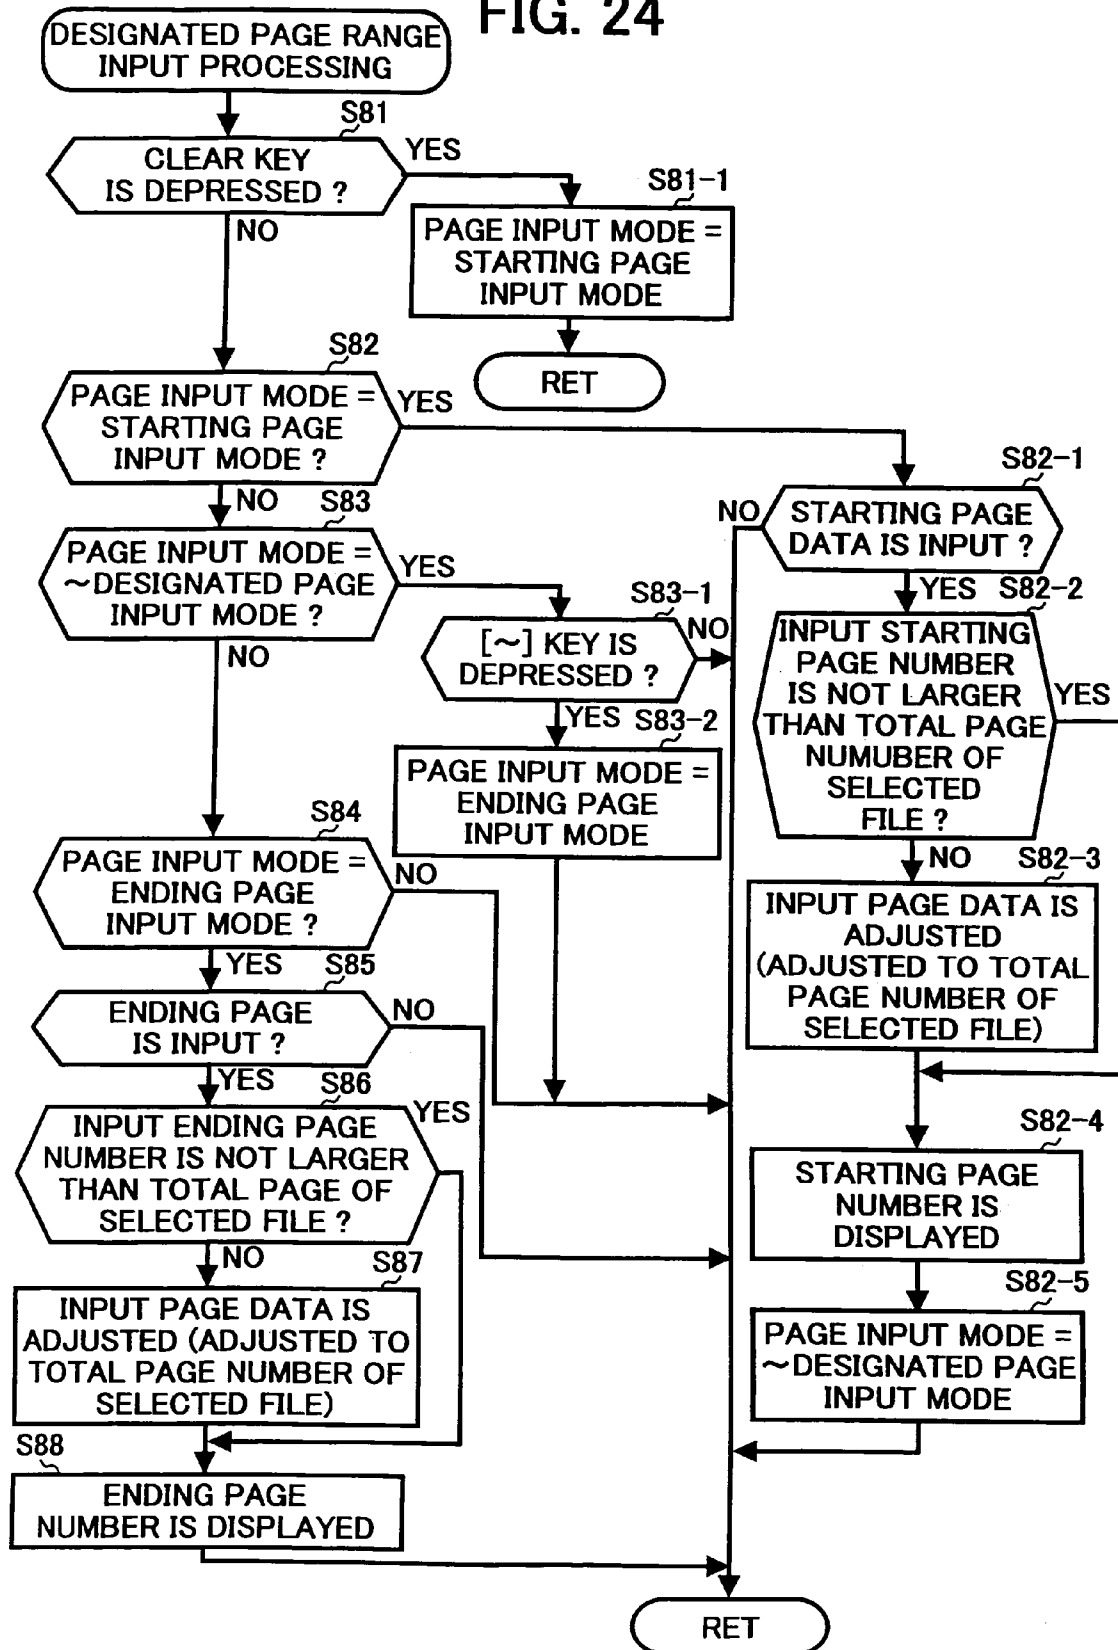 FIG. 24
DESIGNATED PAGE RANGE
INPUT PROCESSING
S81
CLEAR KEY
IS DEPRESSED ?
YES
NO
S81-1
PAGE INPUT MODE =
STARTING PAGE
INPUT MODE
RET
S82
PAGE INPUT MODE =
STARTING PAGE
INPUT MODE ?
YES
NO
S82-1
STARTING PAGE
DATA IS INPUT ?
NO
YES
S82-2
INPUT STARTING
PAGE NUMBER
IS NOT LARGER
THAN TOTAL PAGE
NUMUBER OF
SELECTED
FILE ?
YES
NO
S82-3
INPUT PAGE DATA IS
ADJUSTED
(ADJUSTED TO TOTAL
PAGE NUMBER OF
SELECTED FILE)
S82-4
STARTING PAGE
NUMBER IS
DISPLAYED
S82-5
PAGE INPUT MODE =
~DESIGNATED PAGE
INPUT MODE
S83
PAGE INPUT MODE =
~DESIGNATED PAGE
INPUT MODE ?
YES
NO
S83-1
[~] KEY IS
DEPRESSED ?
NO
YES
S83-2
PAGE INPUT MODE =
ENDING PAGE
INPUT MODE
S84
PAGE INPUT MODE =
ENDING PAGE
INPUT MODE ?
NO
YES
S85
ENDING PAGE
IS INPUT ?
NO
YES
S86
INPUT ENDING PAGE
NUMBER IS NOT LARGER
THAN TOTAL PAGE OF
SELECTED FILE ?
YES
NO
S87
INPUT PAGE DATA IS
ADJUSTED (ADJUSTED TO
TOTAL PAGE NUMBER OF
SELECTED FILE)
S88
ENDING PAGE
NUMBER IS DISPLAYED
RET